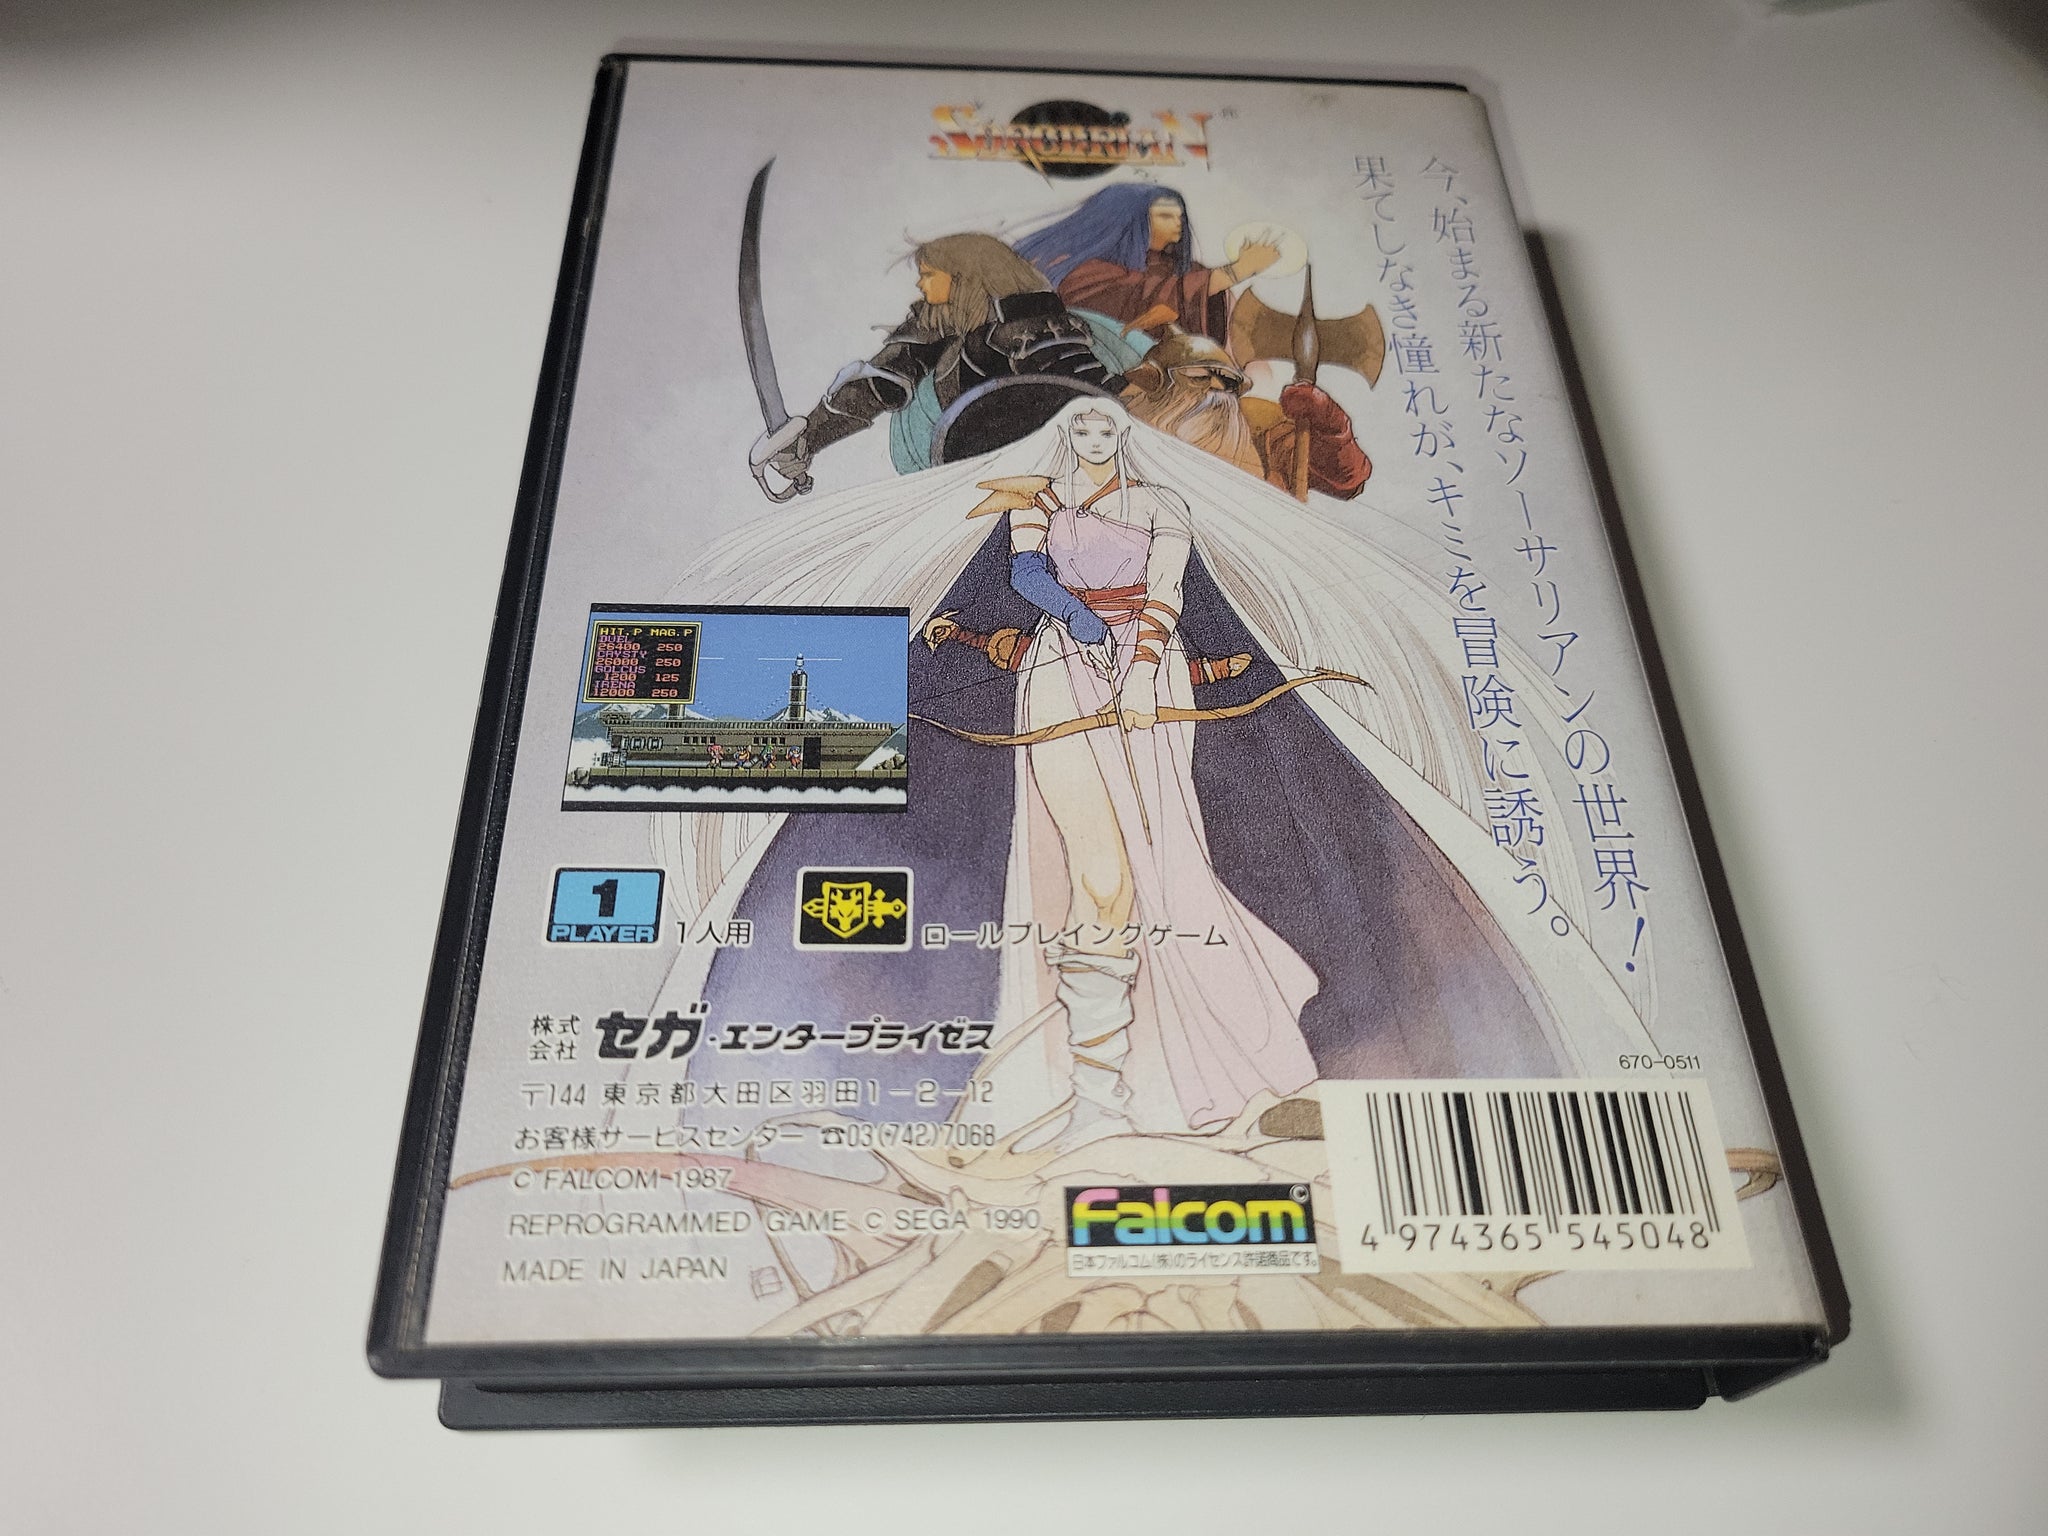 SORCERIAN
今、始まる新たなソーサリアンの世界！
果てしなき憧れが、キミを冒険に誘う。
HIT.P MAG.P
DUEL
26400 250
CRYSTY
26000 250
GOLCUS
1200 125
IRENA
12000 250
1
PLAYER
1人用
ロールプレイングゲーム
株式会社 セガ・エンタープライゼス
〒144 東京都大田区羽田1-2-12
お客様サービスセンター ☎03(742)7068
© FALCOM 1987
REPROGRAMMED GAME © SEGA 1990
MADE IN JAPAN
Falcom©
日本ファルコム(株)のライセンス許諾商品です。
670-0511
4 974365 545048